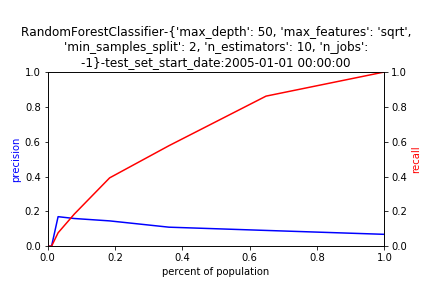 RandomForestClassifier-{'max_depth': 50, 'max_features': 'sqrt',
'min_samples_split': 2, 'n_estimators': 10, 'n_jobs':
-1}-test_set_start_date:2005-01-01 00:00:00
1.0
0.8
0.6
0.4
0.2
0.0
precision
1.0
0.8
0.6
0.4
0.2
0.0
recall
0.0 0.2 0.4 0.6 0.8 1.0
percent of population